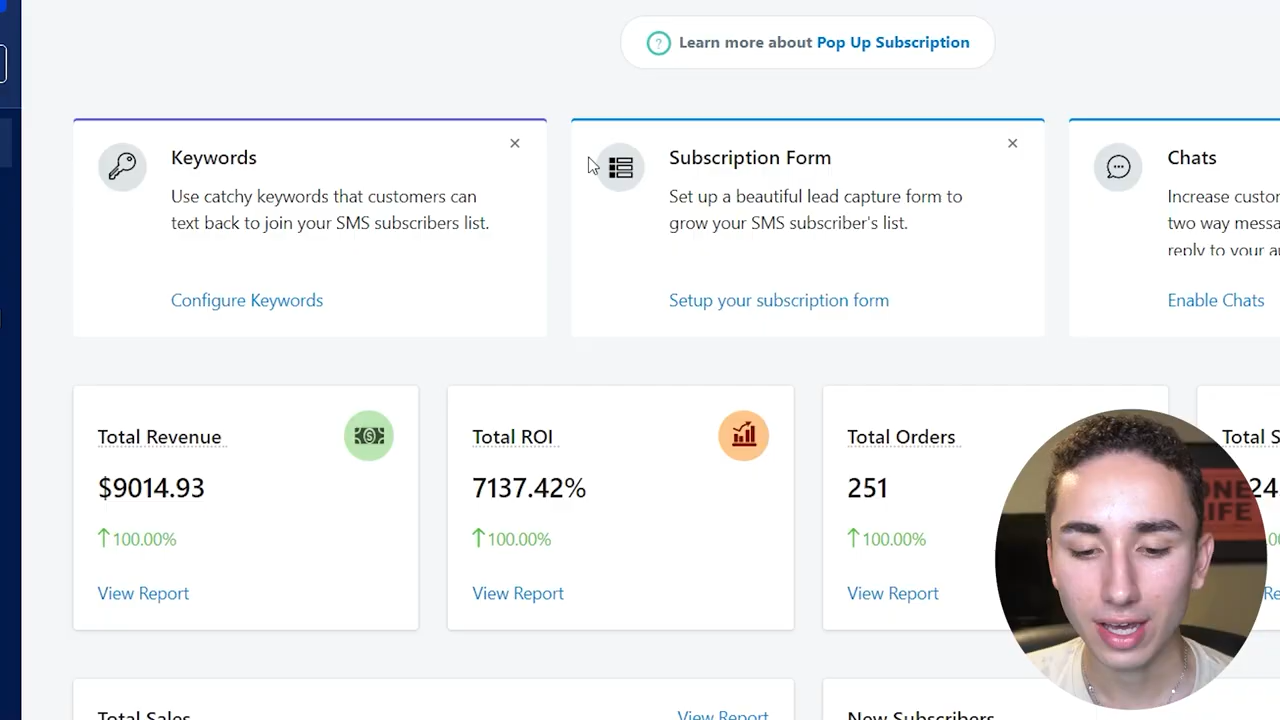 Learn more about Pop Up Subscription
Keywords
Use catchy keywords that customers can
text back to join your SMS subscribers list.
Configure Keywords
Subscription Form
Set up a beautiful lead capture form to
grow your SMS subscriber's list.
Setup your subscription form
Chats
Increase
two way
reply to your
Enable Chats
Total Revenue
$9014.93
↑100.00%
View Report
Total ROI
7137.42%
↑100.00%
View Report
Total Orders
251
↑100.00%
View Report
Total
Total Sales
View Report
New Subscribers